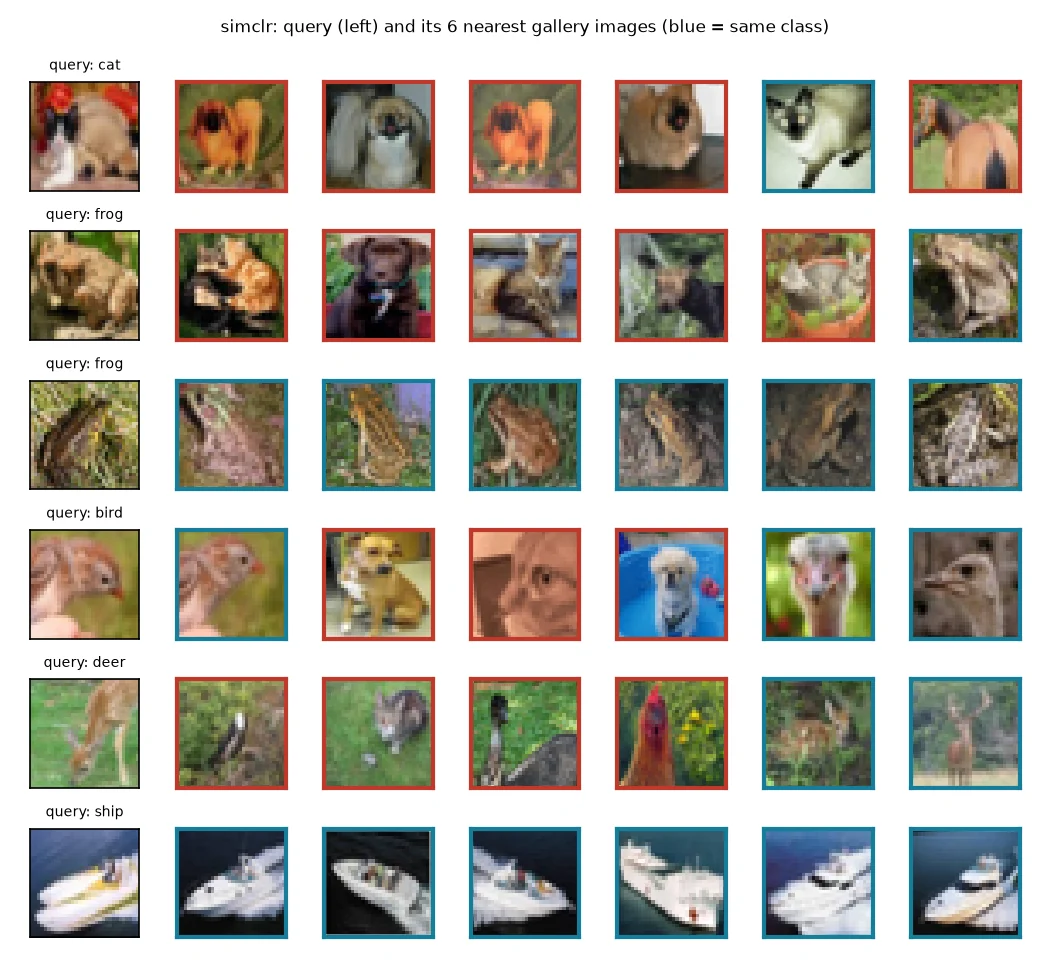 simclr: query (left) and its 6 nearest gallery images (blue = same class)
query: cat
query: frog
query: frog
query: bird
query: deer
query: ship